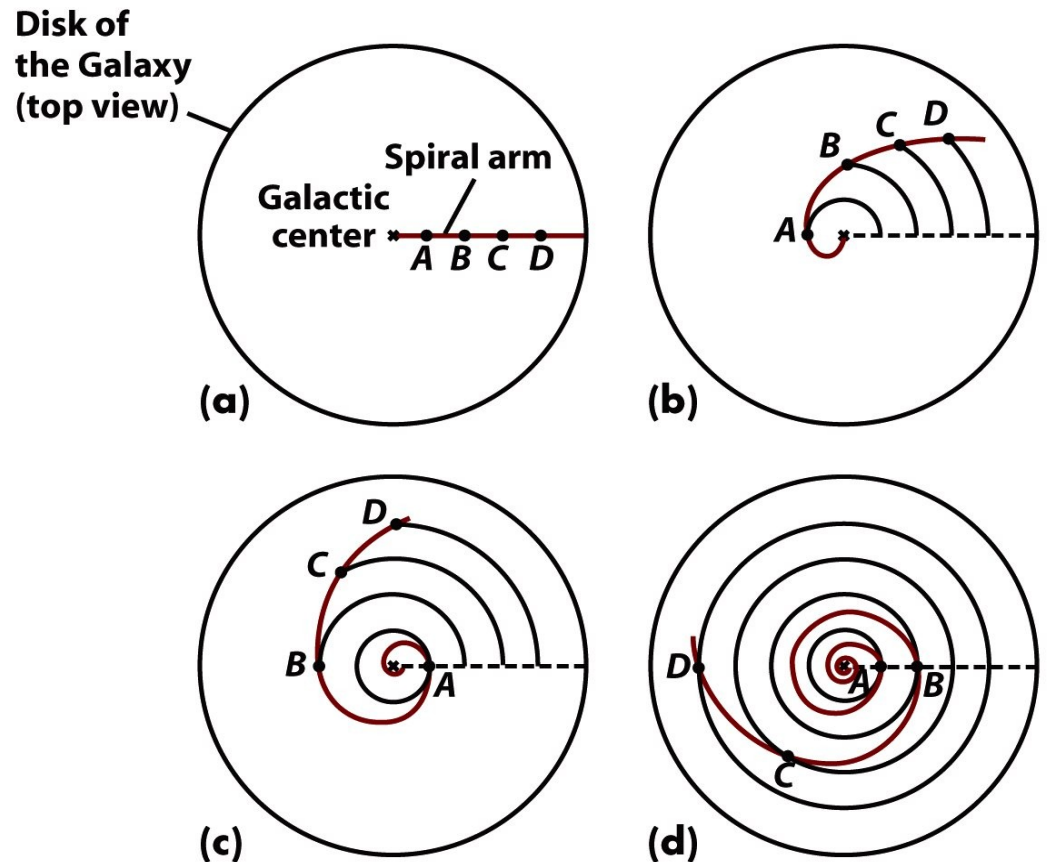 Disk of
the Galaxy
(top view)
Spiral arm
Galactic
center
A B C D
(a)
A B C D
(b)
D
C
B
A
(c)
D
A
B
C
(d)